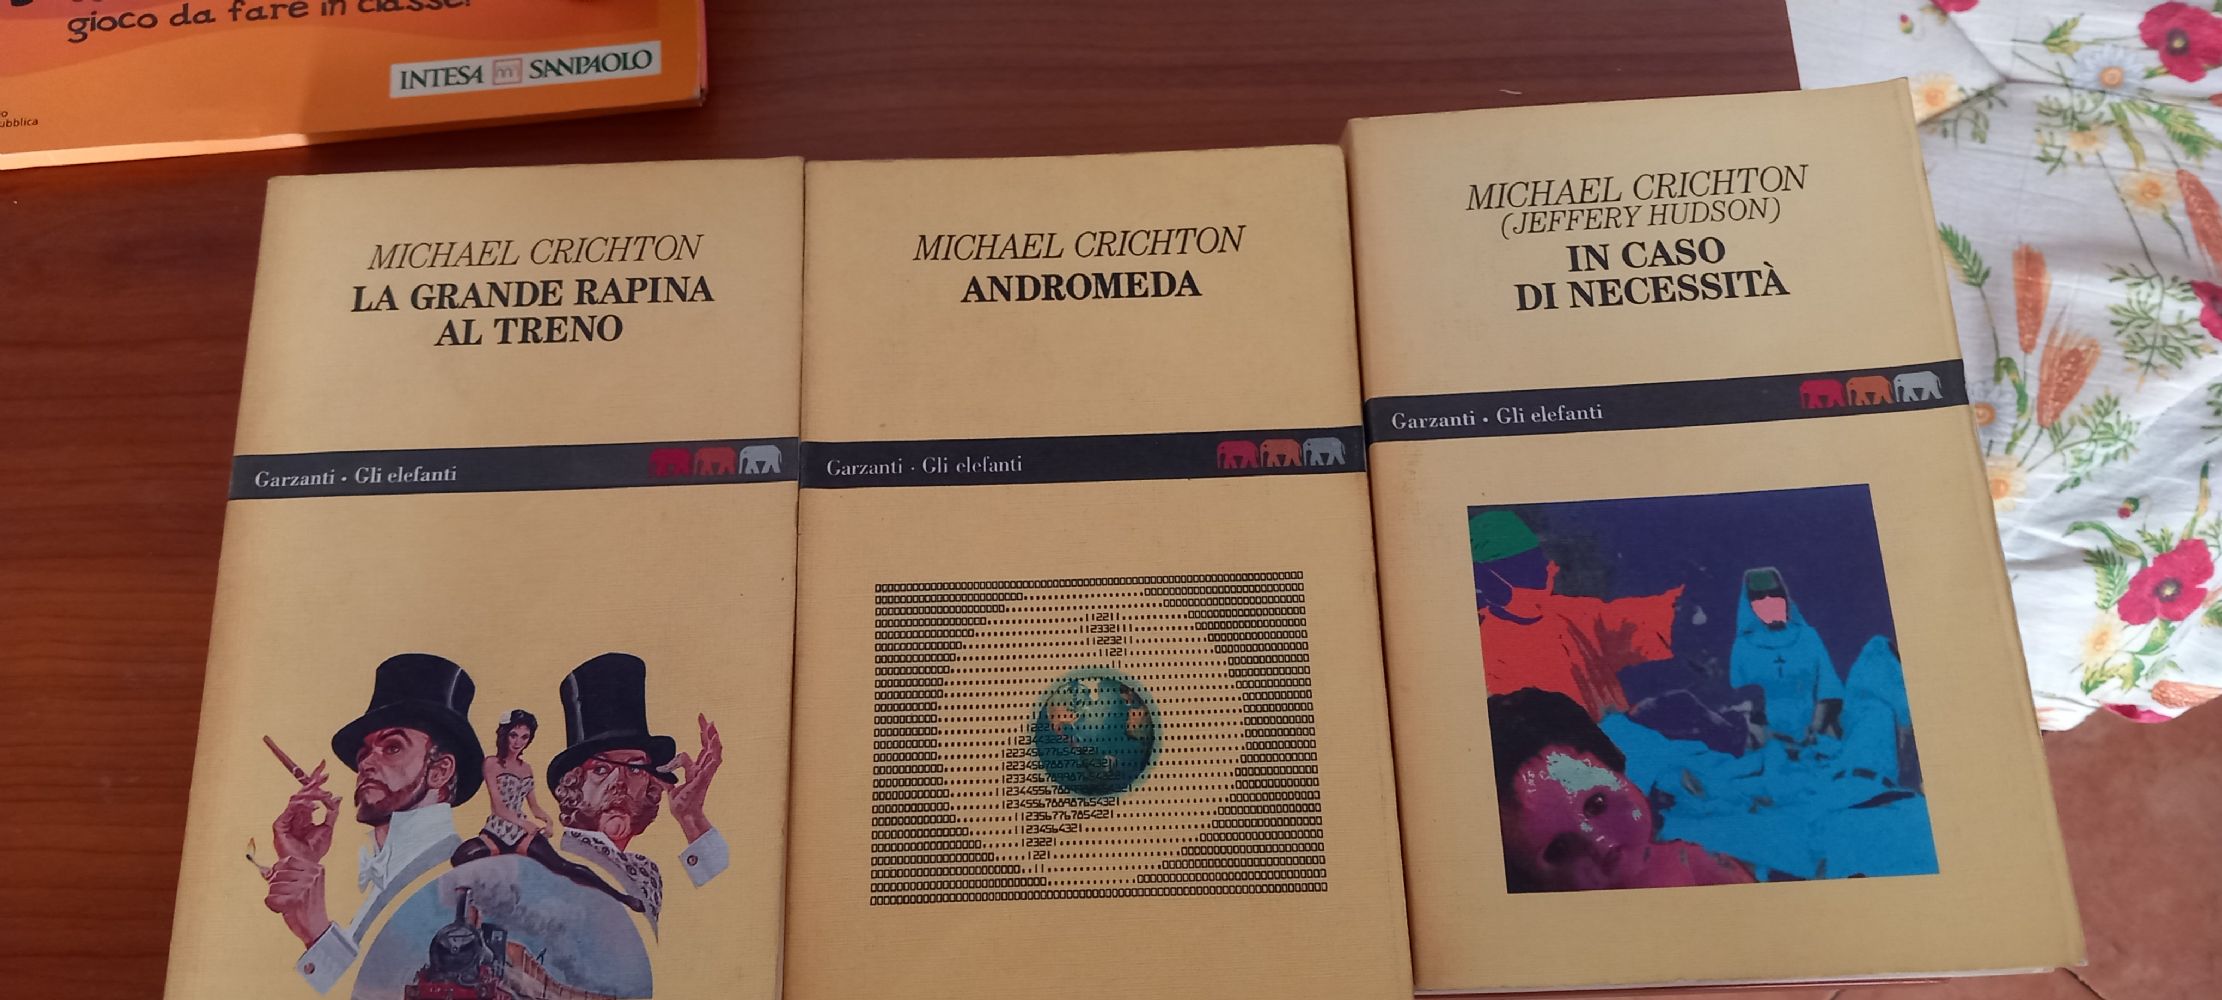 gioco da fare in classe!
INTESA SANPAOLO
MICHAEL CRICHTON
LA GRANDE RAPINA
AL TRENO
Garzanti · Gli elefanti
MICHAEL CRICHTON
ANDROMEDA
Garzanti · Gli elefanti
MICHAEL CRICHTON
(JEFFERY HUDSON)
IN CASO
DI NECESSITÀ
Garzanti · Gli elefanti